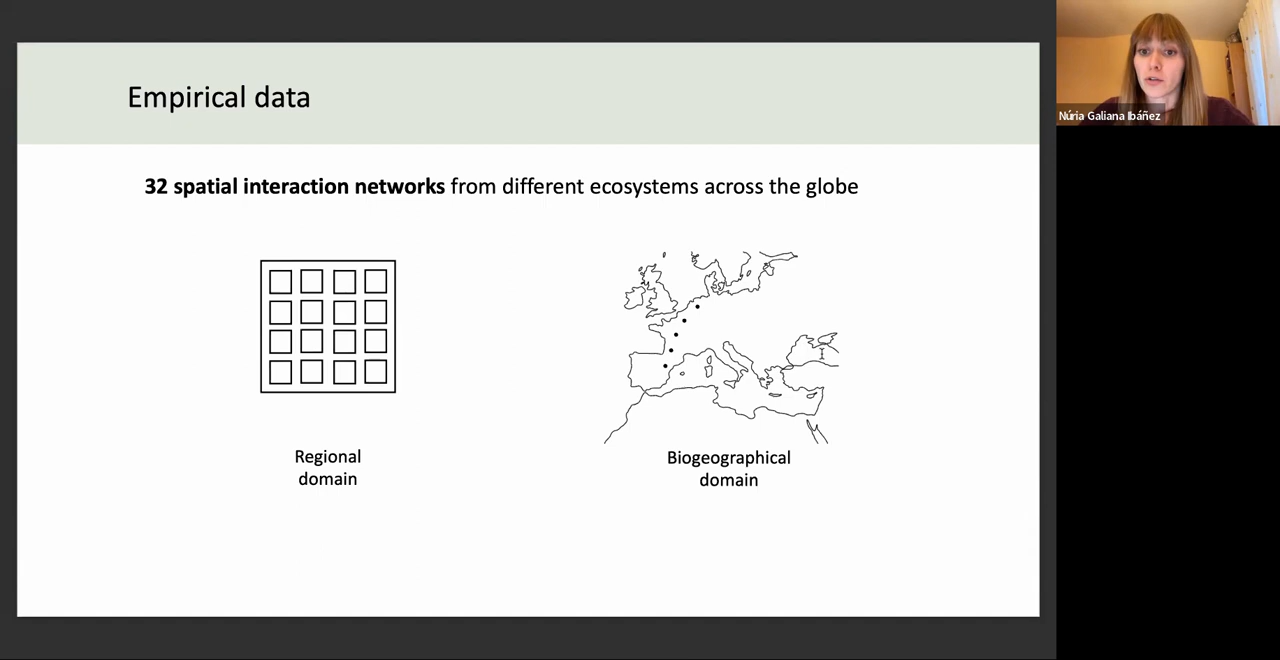 Empirical data
32 spatial interaction networks from different ecosystems across the globe
Regional
domain
Biogeographical
domain
Núria Galiana Ibáñez